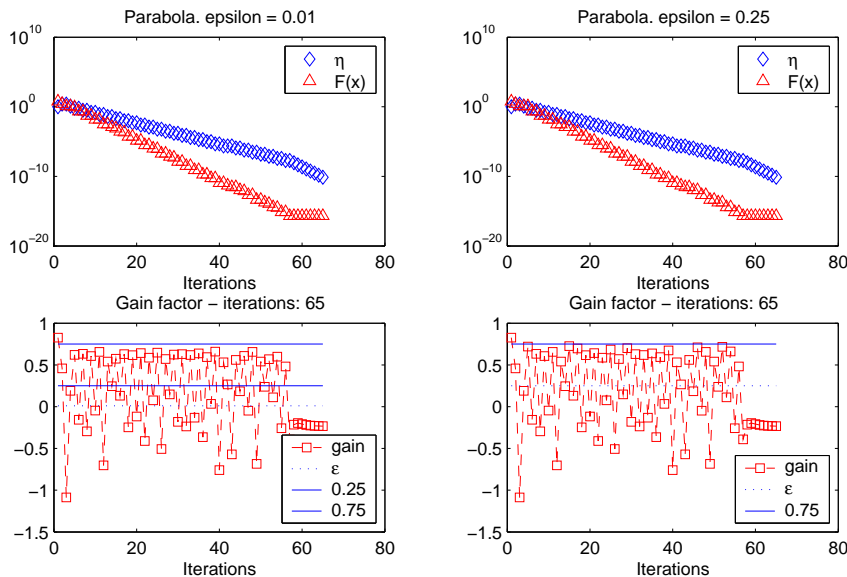 Parabola. epsilon = 0.01
10^10
10^0
10^−10
10^−20
η
F(x)
0 20 40 60 80
Iterations
Parabola. epsilon = 0.25
10^10
10^0
10^−10
10^−20
η
F(x)
0 20 40 60 80
Iterations
Gain factor − iterations: 65
1
0.5
0
−0.5
−1
−1.5
gain
ε
0.25
0.75
0 20 40 60 80
Iterations
Gain factor − iterations: 65
1
0.5
0
−0.5
−1
−1.5
gain
ε
0.75
0 20 40 60 80
Iterations